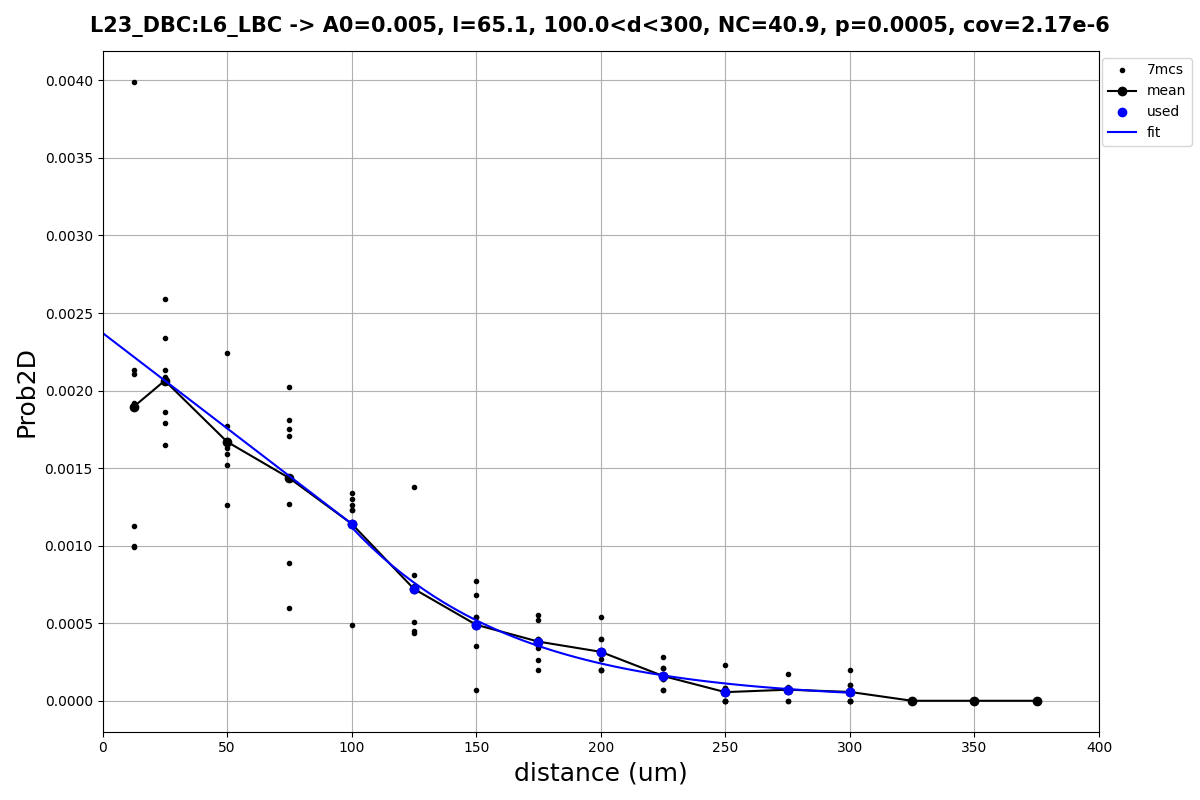 L23_DBC:L6_LBC -> A0=0.005, l=65.1, 100.0<d<300, NC=40.9, p=0.0005, cov=2.17e-6
7mcs
mean
used
fit
0.0040
0.0035
0.0030
0.0025
0.0020
0.0015
0.0010
0.0005
0.0000
Prob2D
0 50 100 150 200 250 300 350 400
distance (um)